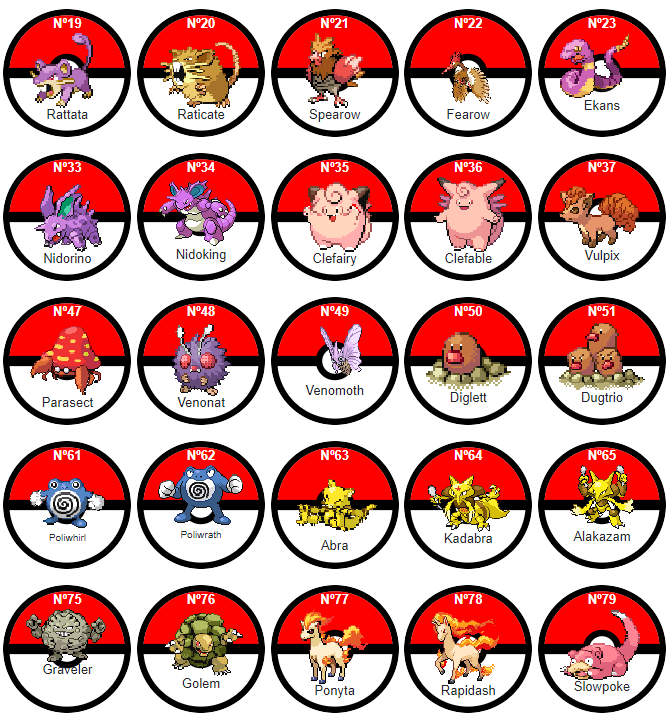 Nº19
Nº20
Nº21
Nº22
Nº23
Rattata
Raticate
Spearow
Fearow
Ekans
Nº33
Nº34
Nº35
Nº36
Nº37
Nidorino
Nidoking
Clefairy
Clefable
Vulpix
Nº47
Nº48
Nº49
Nº50
Nº51
Parasect
Venonat
Venomoth
Diglett
Dugtrio
Nº61
Nº62
Nº63
Nº64
Nº65
Poliwhirl
Poliwrath
Abra
Kadabra
Alakazam
Nº75
Nº76
Nº77
Nº78
Nº79
Graveler
Golem
Ponyta
Rapidash
Slowpoke